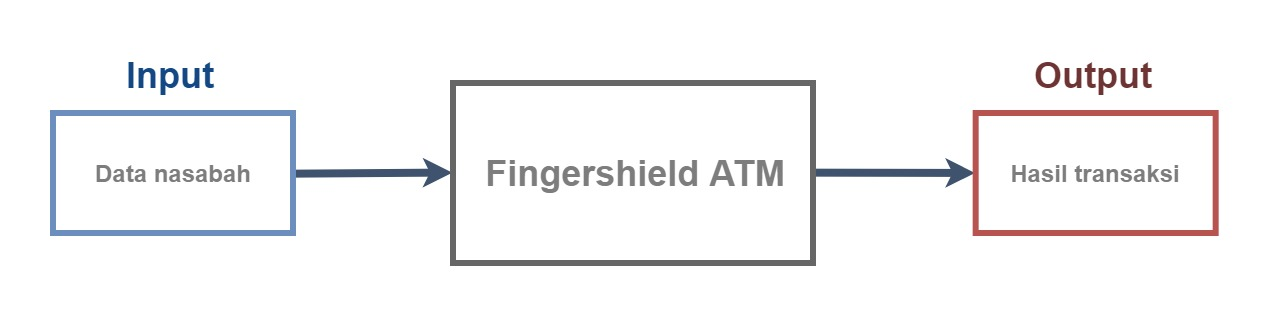 Input
Output
Data nasabah
Fingershield ATM
Hasil transaksi